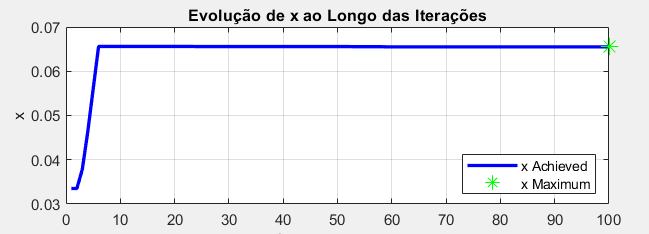 Evolução de x ao Longo das Iterações
0.07
0.06
0.05
0.04
0.03
x
x Achieved
x Maximum
0 10 20 30 40 50 60 70 80 90 100